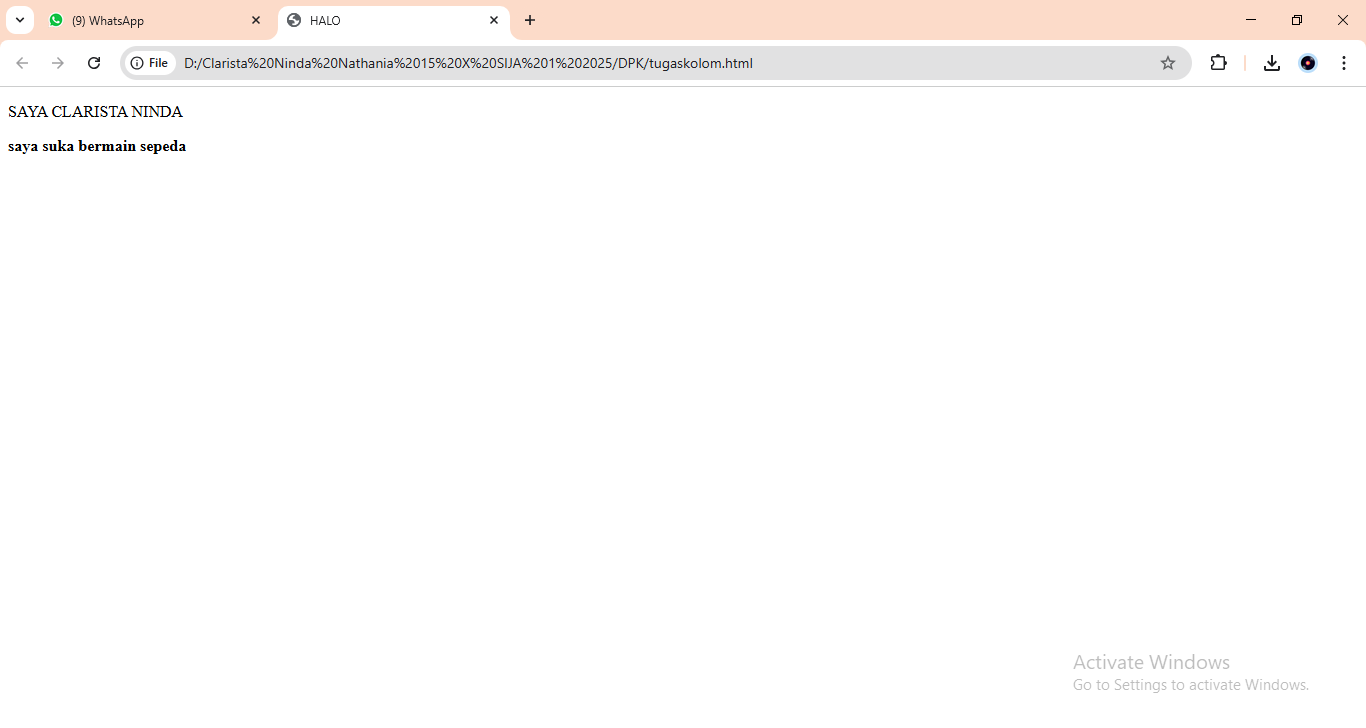 (9) WhatsApp
HALO
File
D:/Clarista%20Ninda%20Nathania%2015%20X%20SIJA%201%202025/DPK/tugaskolom.html
SAYA CLARISTA NINDA
saya suka bermain sepeda
Activate Windows
Go to Settings to activate Windows.